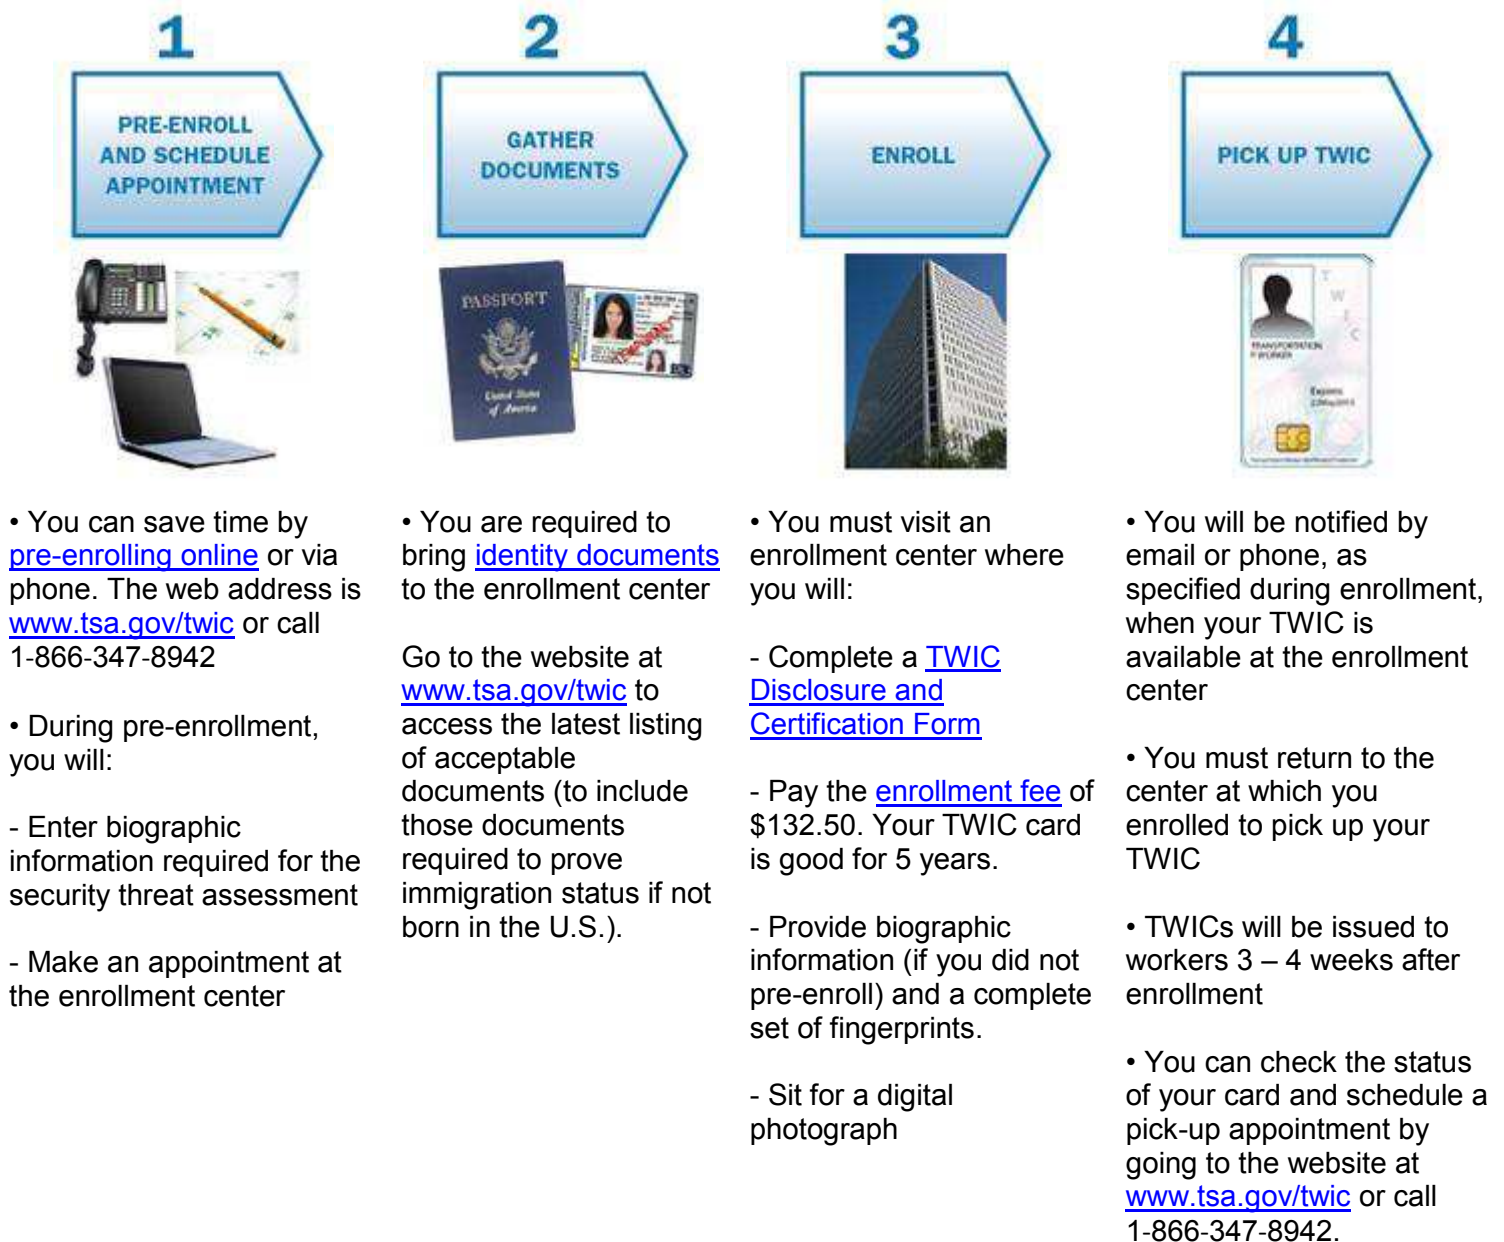 1
PRE-ENROLL
AND SCHEDULE
APPOINTMENT
• You can save time by
pre-enrolling online or via
phone. The web address is
www.tsa.gov/twic or call
1-866-347-8942
• During pre-enrollment,
you will:
- Enter biographic
information required for the
security threat assessment
- Make an appointment at
the enrollment center
2
GATHER
DOCUMENTS
PASSPORT
United States
of America
• You are required to
bring identity documents
to the enrollment center
Go to the website at
www.tsa.gov/twic to
access the latest listing
of acceptable
documents (to include
those documents
required to prove
immigration status if not
born in the U.S.).
3
ENROLL
• You must visit an
enrollment center where
you will:
- Complete a TWIC
Disclosure and
Certification Form
- Pay the enrollment fee of
$132.50. Your TWIC card
is good for 5 years.
- Provide biographic
information (if you did not
pre-enroll) and a complete
set of fingerprints.
- Sit for a digital
photograph
4
PICK UP TWIC
T
W
I
C
TRANSPORTATION
WORKER
Expires
• You will be notified by
email or phone, as
specified during enrollment,
when your TWIC is
available at the enrollment
center
• You must return to the
center at which you
enrolled to pick up your
TWIC
• TWICs will be issued to
workers 3 – 4 weeks after
enrollment
• You can check the status
of your card and schedule a
pick-up appointment by
going to the website at
www.tsa.gov/twic or call
1-866-347-8942.